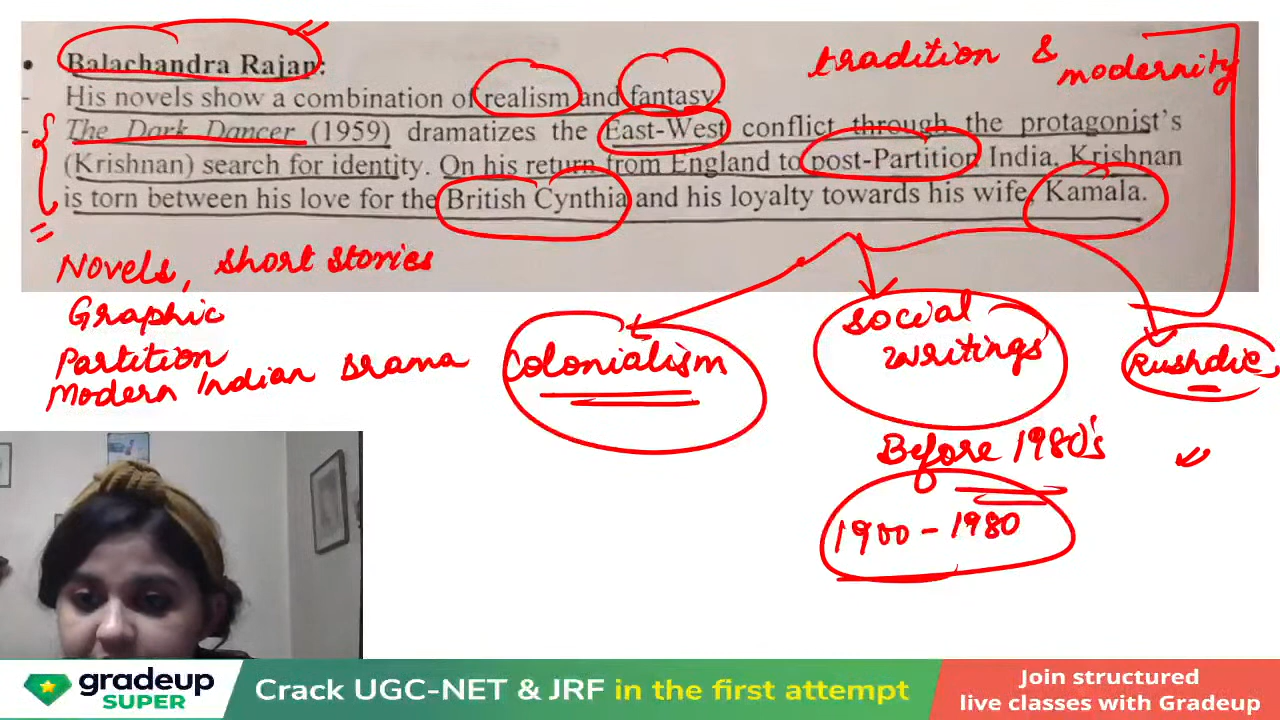 Balachandra Rajan:
tradition &
modernity
His novels show a combination of realism and fantasy.
The Dark Dancer (1959) dramatizes the East-West conflict through the protagonist's
(Krishnan) search for identity. On his return from England to post-Partition India, Krishnan
is torn between his love for the British Cynthia and his loyalty towards his wife, Kamala.
Novels, short stories
Graphic
Partition
Modern Indian Drama
Colonialism
Social
writings
Rushdie,
Before 1980's
1900 - 1980
gradeup
SUPER
Crack UGC-NET & JRF in the first attempt
Join structured
live classes with Gradeup